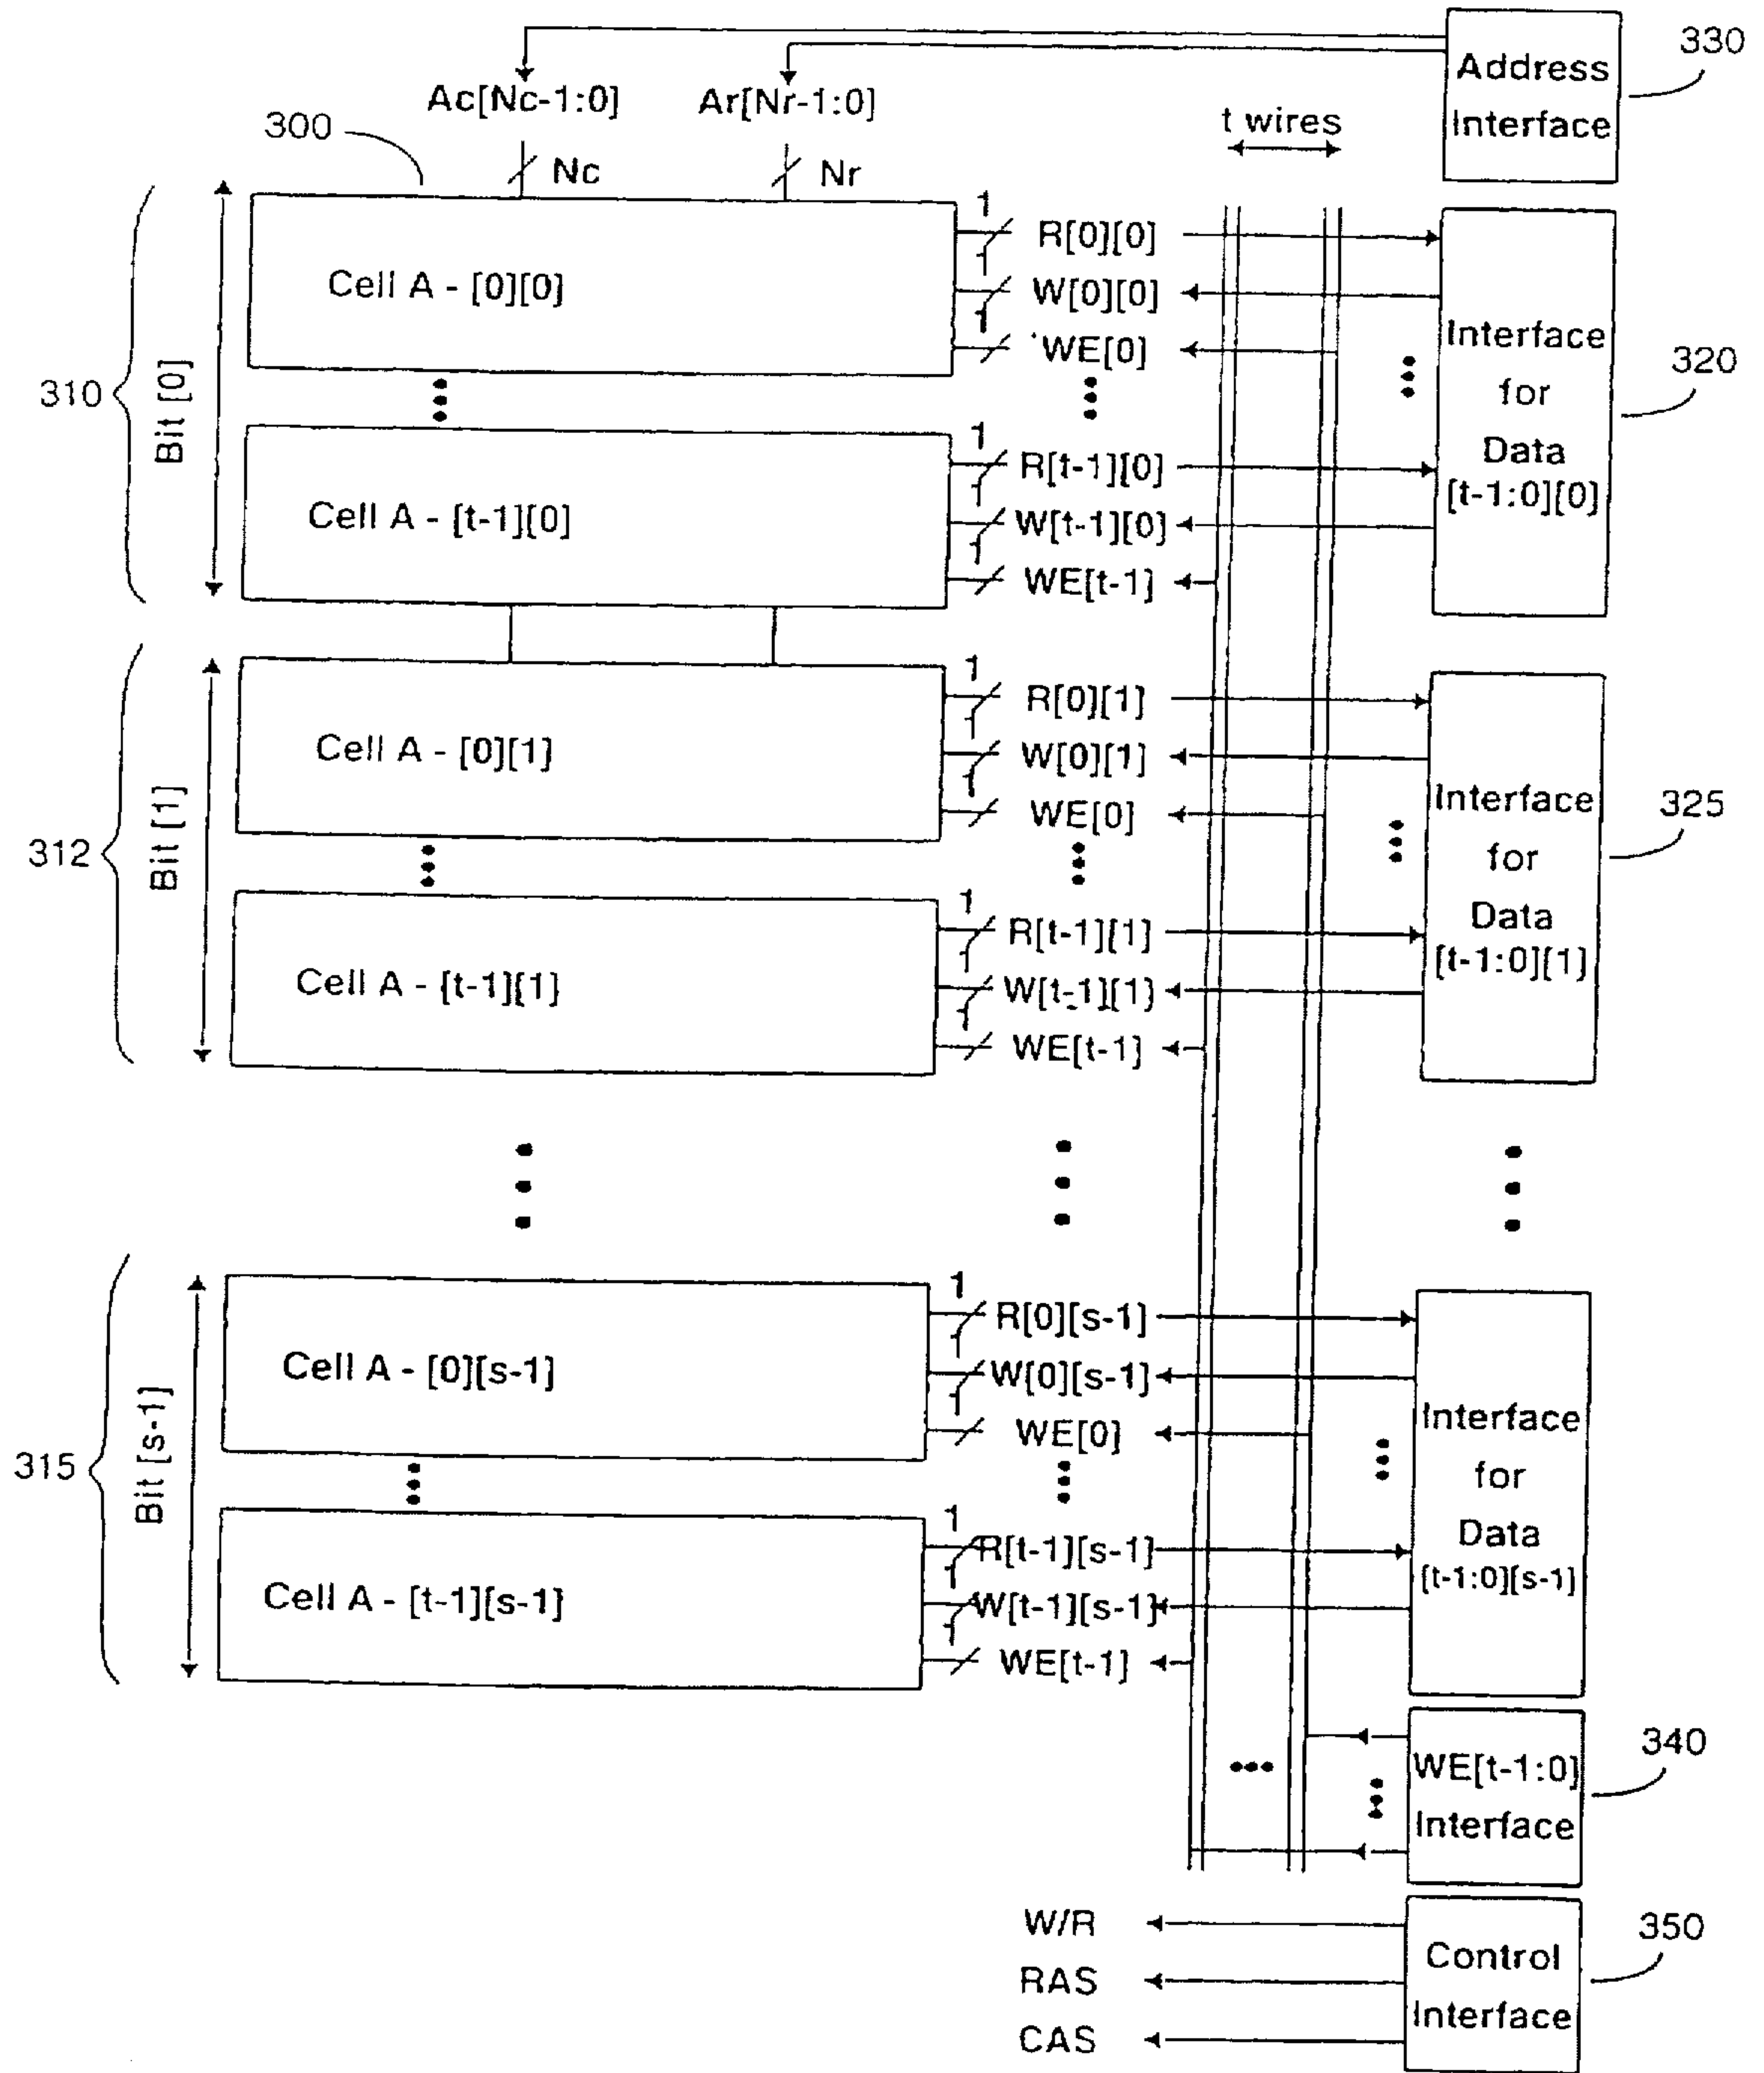 330
Address
Interface
Ac[Nc-1:0]
Ar[Nr-1:0]
t wires
300
Nc
Nr
310
Bit [0]
Cell A - [0][0]
1
R[0][0]
1
W[0][0]
1
WE[0]
Cell A - [t-1][0]
1
R[t-1][0]
1
W[t-1][0]
1
WE[t-1]
Interface
for
Data
[t-1:0][0]
320
312
Bit [1]
Cell A - [0][1]
1
R[0][1]
1
W[0][1]
1
WE[0]
Cell A - [t-1][1]
1
R[t-1][1]
1
W[t-1][1]
1
WE[t-1]
Interface
for
Data
[t-1:0][1]
325
315
Bit [s-1]
Cell A - [0][s-1]
1
R[0][s-1]
1
W[0][s-1]
1
WE[0]
Cell A - [t-1][s-1]
1
R[t-1][s-1]
1
W[t-1][s-1]
1
WE[t-1]
Interface
for
Data
[t-1:0][s-1]
WE[t-1:0]
Interface
340
W/R
RAS
CAS
Control
Interface
350